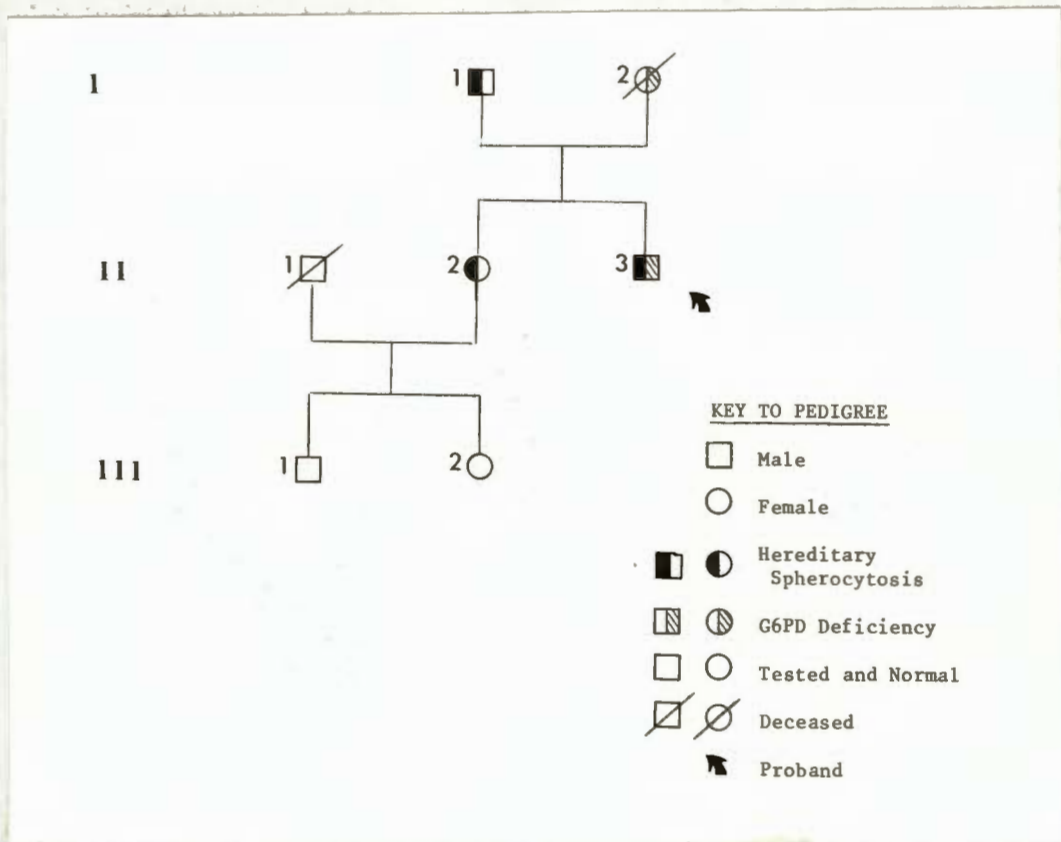 I
1
2
II
1
2
3
III
1
2
KEY TO PEDIGREE
Male
Female
Hereditary
Spherocytosis
G6PD Deficiency
Tested and Normal
Deceased
Proband